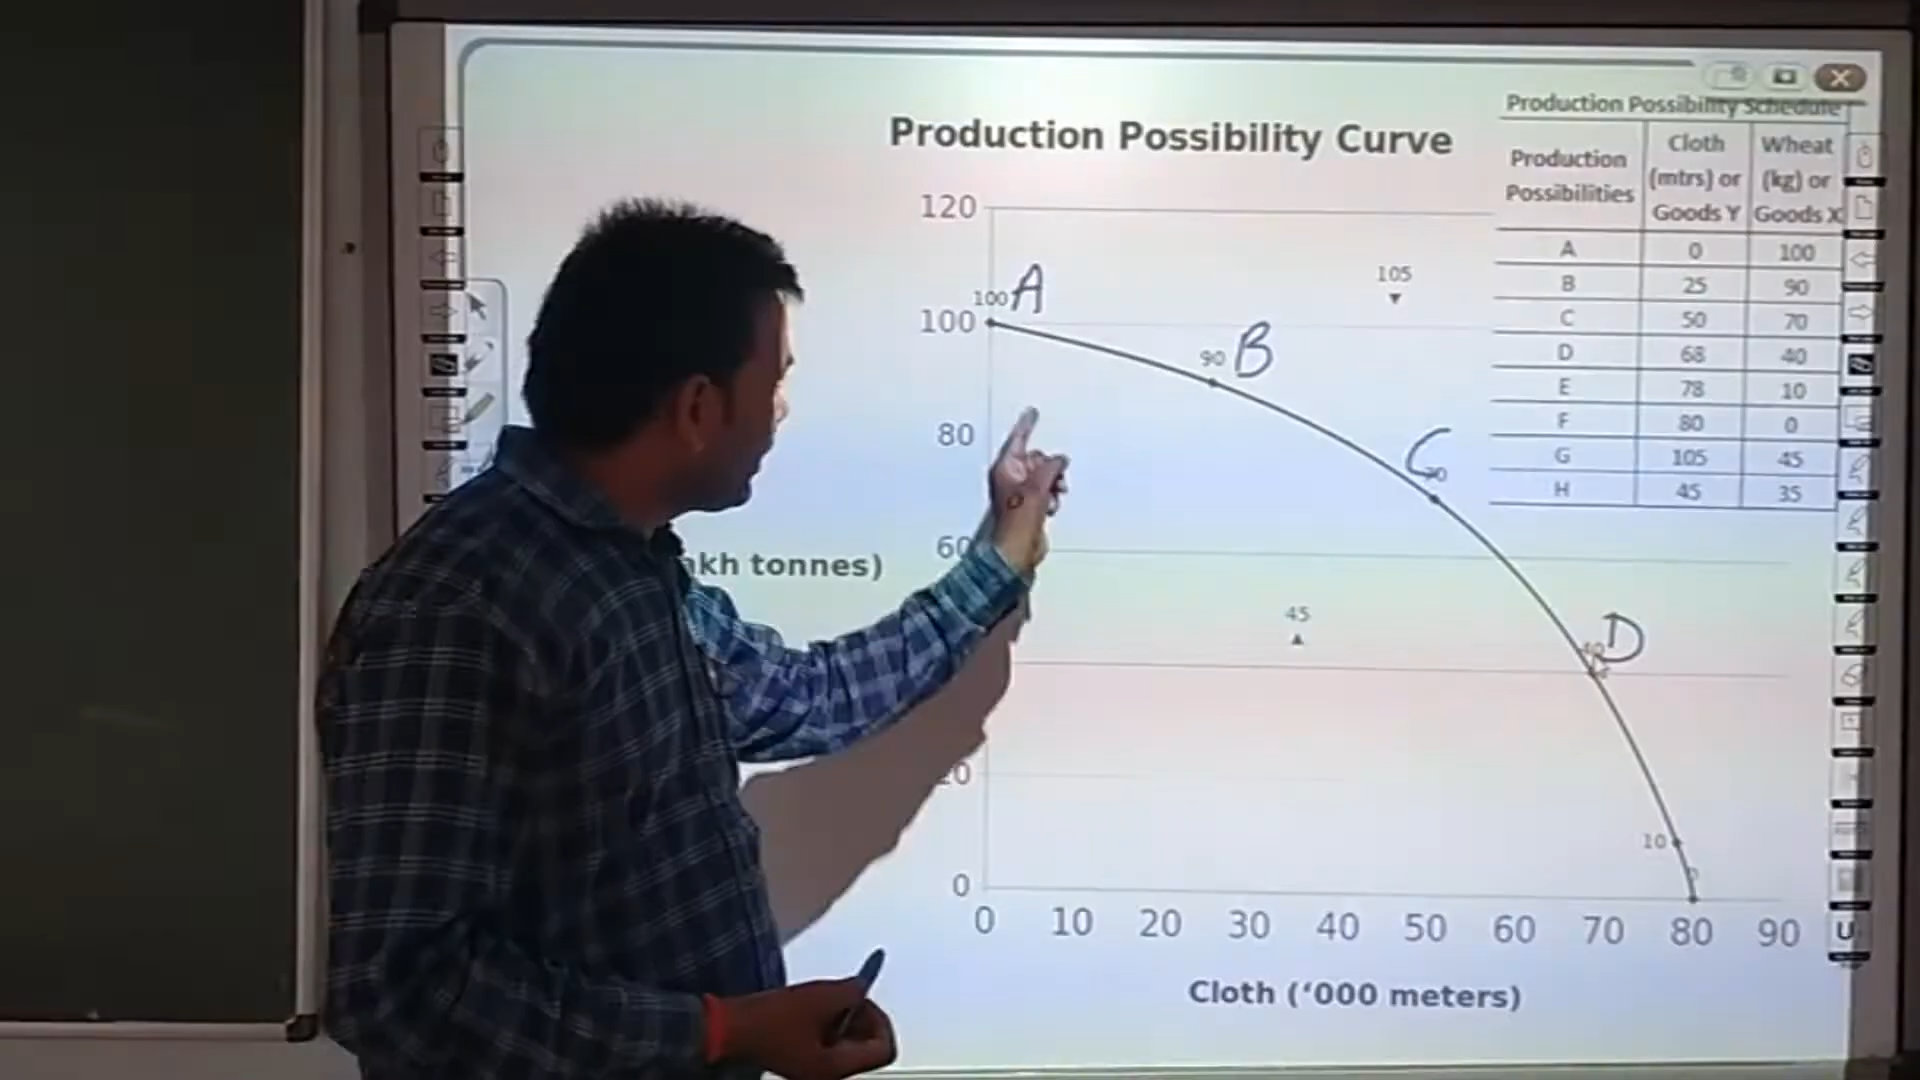 Production Possibility Curve
Production Possibility Schedule
Production Possibilities
Cloth (mtrs) or Goods Y
Wheat (kg) or Goods X
A 0 100
B 25 90
C 50 70
D 68 40
E 78 10
F 80 0
G 105 45
H 45 35
120
100
80
60
0
100 A
90 B
C
D
105
45
10
0
akh tonnes)
0 10 20 30 40 50 60 70 80 90
Cloth (‘000 meters)
U